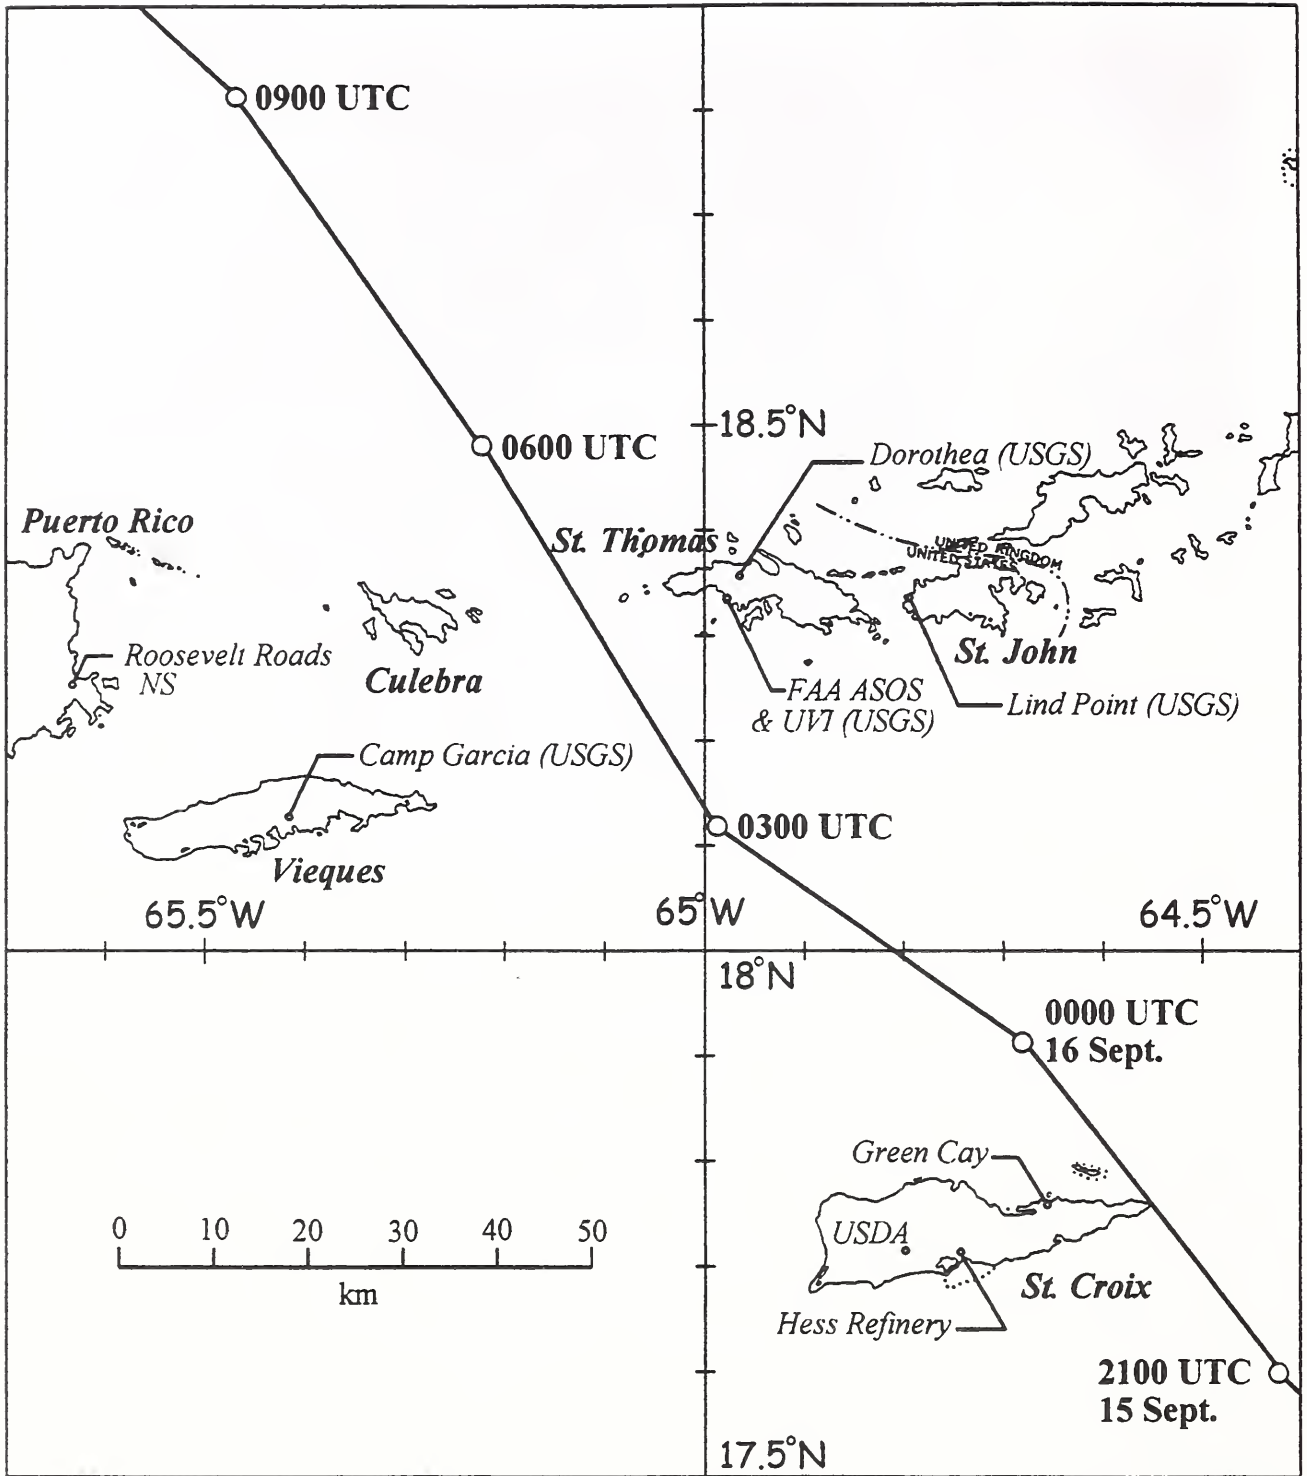 0900 UTC
18.5°N
0600 UTC
Dorothea (USGS)
Puerto Rico
St. Thomas
UNITED KINGDOM
UNITED STATES
Roosevelt Roads
NS
Culebra
St. John
FAA ASOS
& UVI (USGS)
Lind Point (USGS)
Camp Garcia (USGS)
0300 UTC
Vieques
65.5°W
65°W
64.5°W
18°N
0000 UTC
16 Sept.
Green Cay
0 10 20 30 40 50
km
USDA
St. Croix
Hess Refinery
2100 UTC
15 Sept.
17.5°N